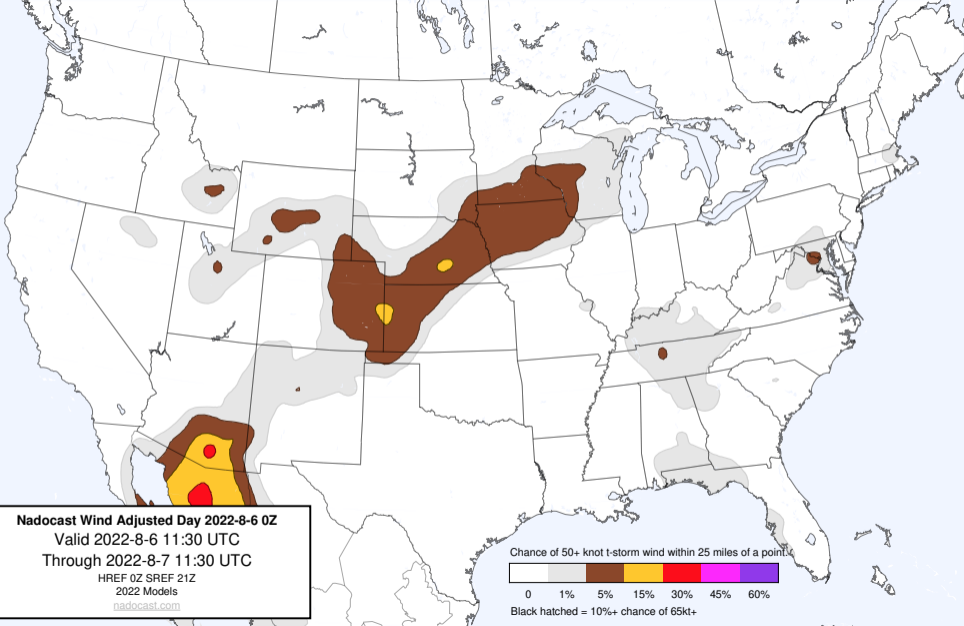 Nadocast Wind Adjusted Day 2022-8-6 0Z
Valid 2022-8-6 11:30 UTC
Through 2022-8-7 11:30 UTC
HREF 0Z SREF 21Z
2022 Models
nadocast.com
Chance of 50+ knot t-storm wind within 25 miles of a point.
0 1% 5% 15% 30% 45% 60%
Black hatched = 10%+ chance of 65kt+